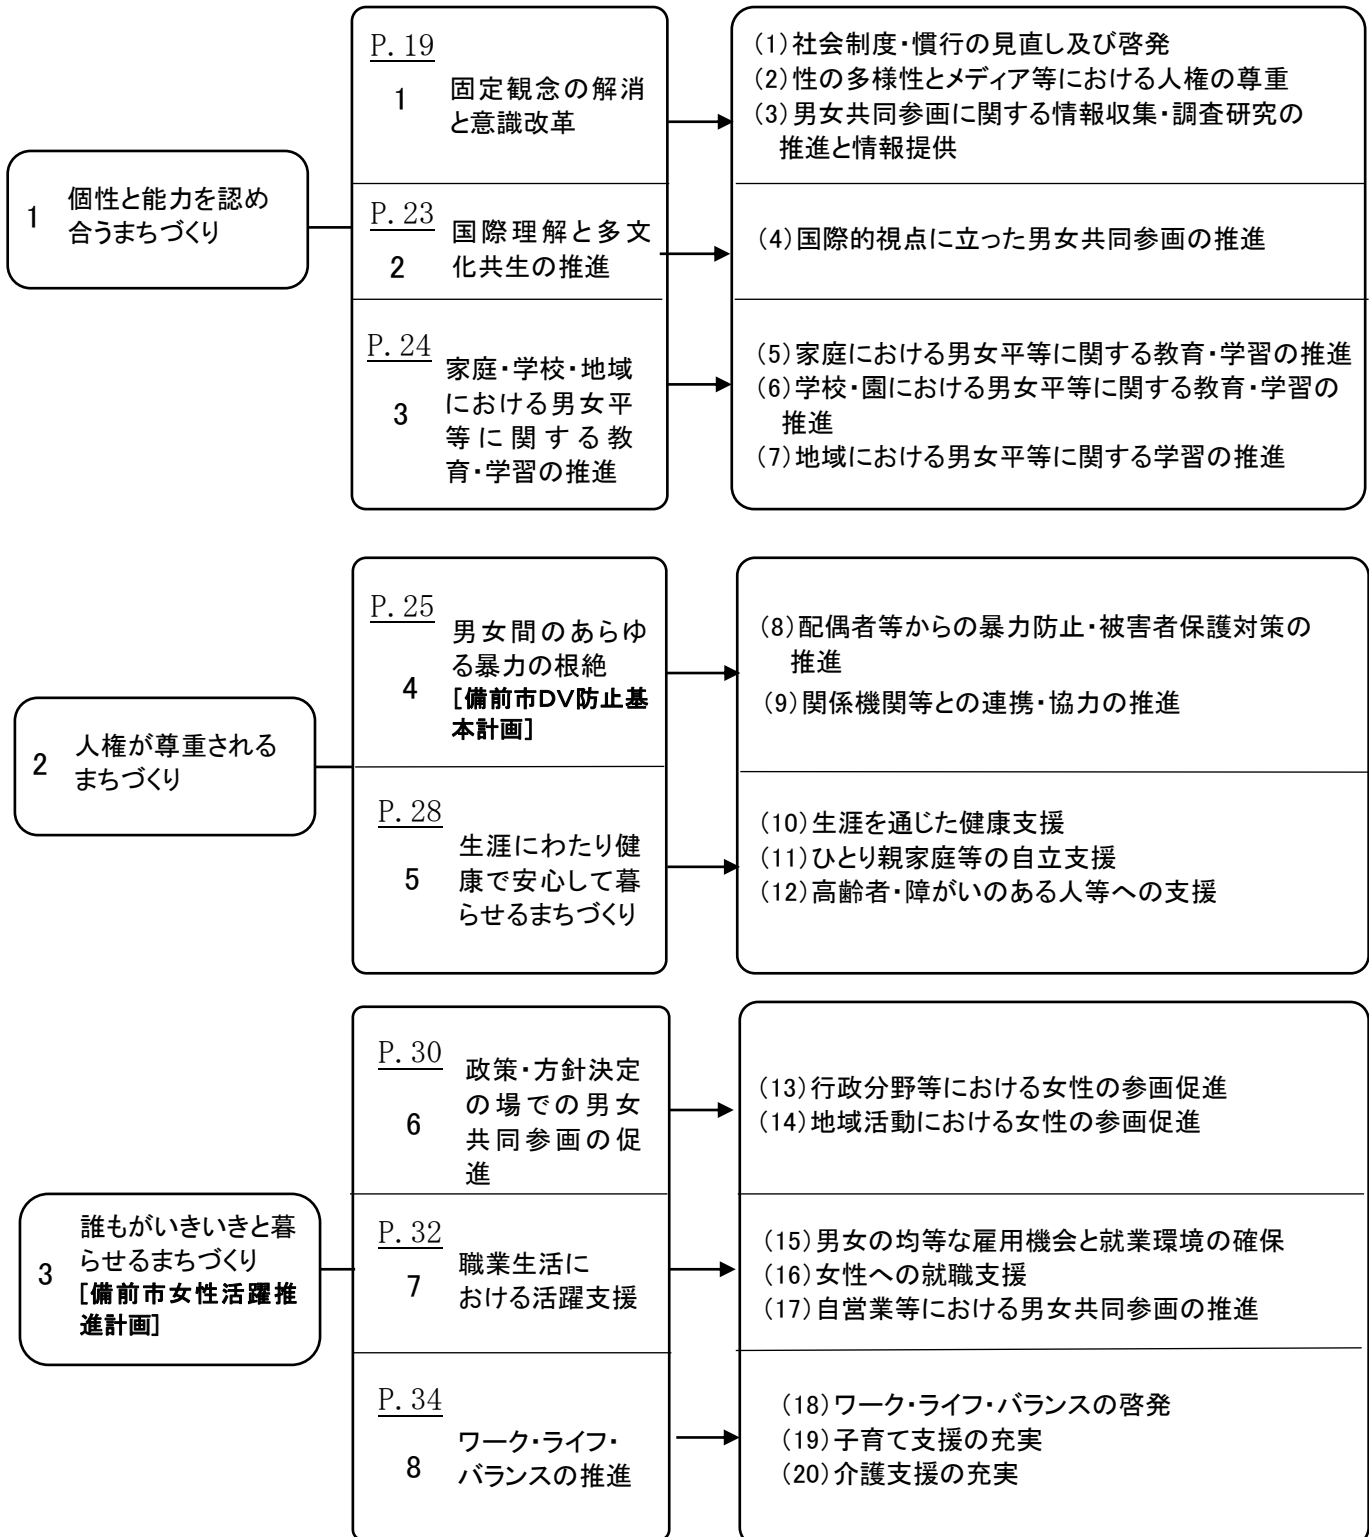 1
個性と能力を認め
合うまちづくり
P.19
1
固定観念の解消
と意識改革
(1)社会制度・慣行の見直し及び啓発
(2)性の多様性とメディア等における人権の尊重
(3)男女共同参画に関する情報収集・調査研究の
推進と情報提供
P.23
2
国際理解と多文
化共生の推進
(4)国際的視点に立った男女共同参画の推進
P.24
3
家庭・学校・地域
における男女平
等に関する教
育・学習の推進
(5)家庭における男女平等に関する教育・学習の推進
(6)学校・園における男女平等に関する教育・学習の
推進
(7)地域における男女平等に関する学習の推進
2
人権が尊重される
まちづくり
P.25
4
男女間のあらゆ
る暴力の根絶
[備前市DV防止基
本計画]
(8)配偶者等からの暴力防止・被害者保護対策の
推進
(9)関係機関等との連携・協力の推進
P.28
5
生涯にわたり健
康で安心して暮
らせるまちづくり
(10)生涯を通じた健康支援
(11)ひとり親家庭等の自立支援
(12)高齢者・障がいのある人等への支援
3
誰もがいきいきと暮
らせるまちづくり
[備前市女性活躍推
進計画]
P.30
6
政策・方針決定
の場での男女
共同参画の促
進
(13)行政分野等における女性の参画促進
(14)地域活動における女性の参画促進
P.32
7
職業生活に
おける活躍支援
(15)男女の均等な雇用機会と就業環境の確保
(16)女性への就職支援
(17)自営業等における男女共同参画の推進
P.34
8
ワーク・ライフ・
バランスの推進
(18)ワーク・ライフ・バランスの啓発
(19)子育て支援の充実
(20)介護支援の充実